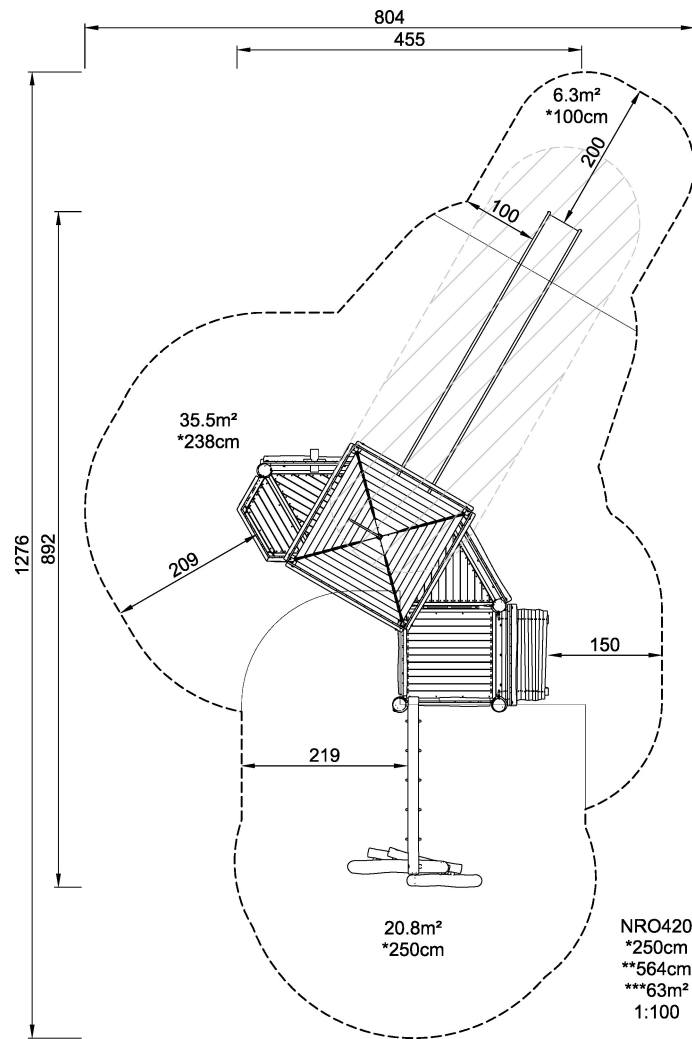 804
455
6.3m²
*100cm
200
100
35.5m²
*238cm
1276
892
209
150
219
20.8m²
*250cm
NRO420
*250cm
**564cm
***63m²
1:100